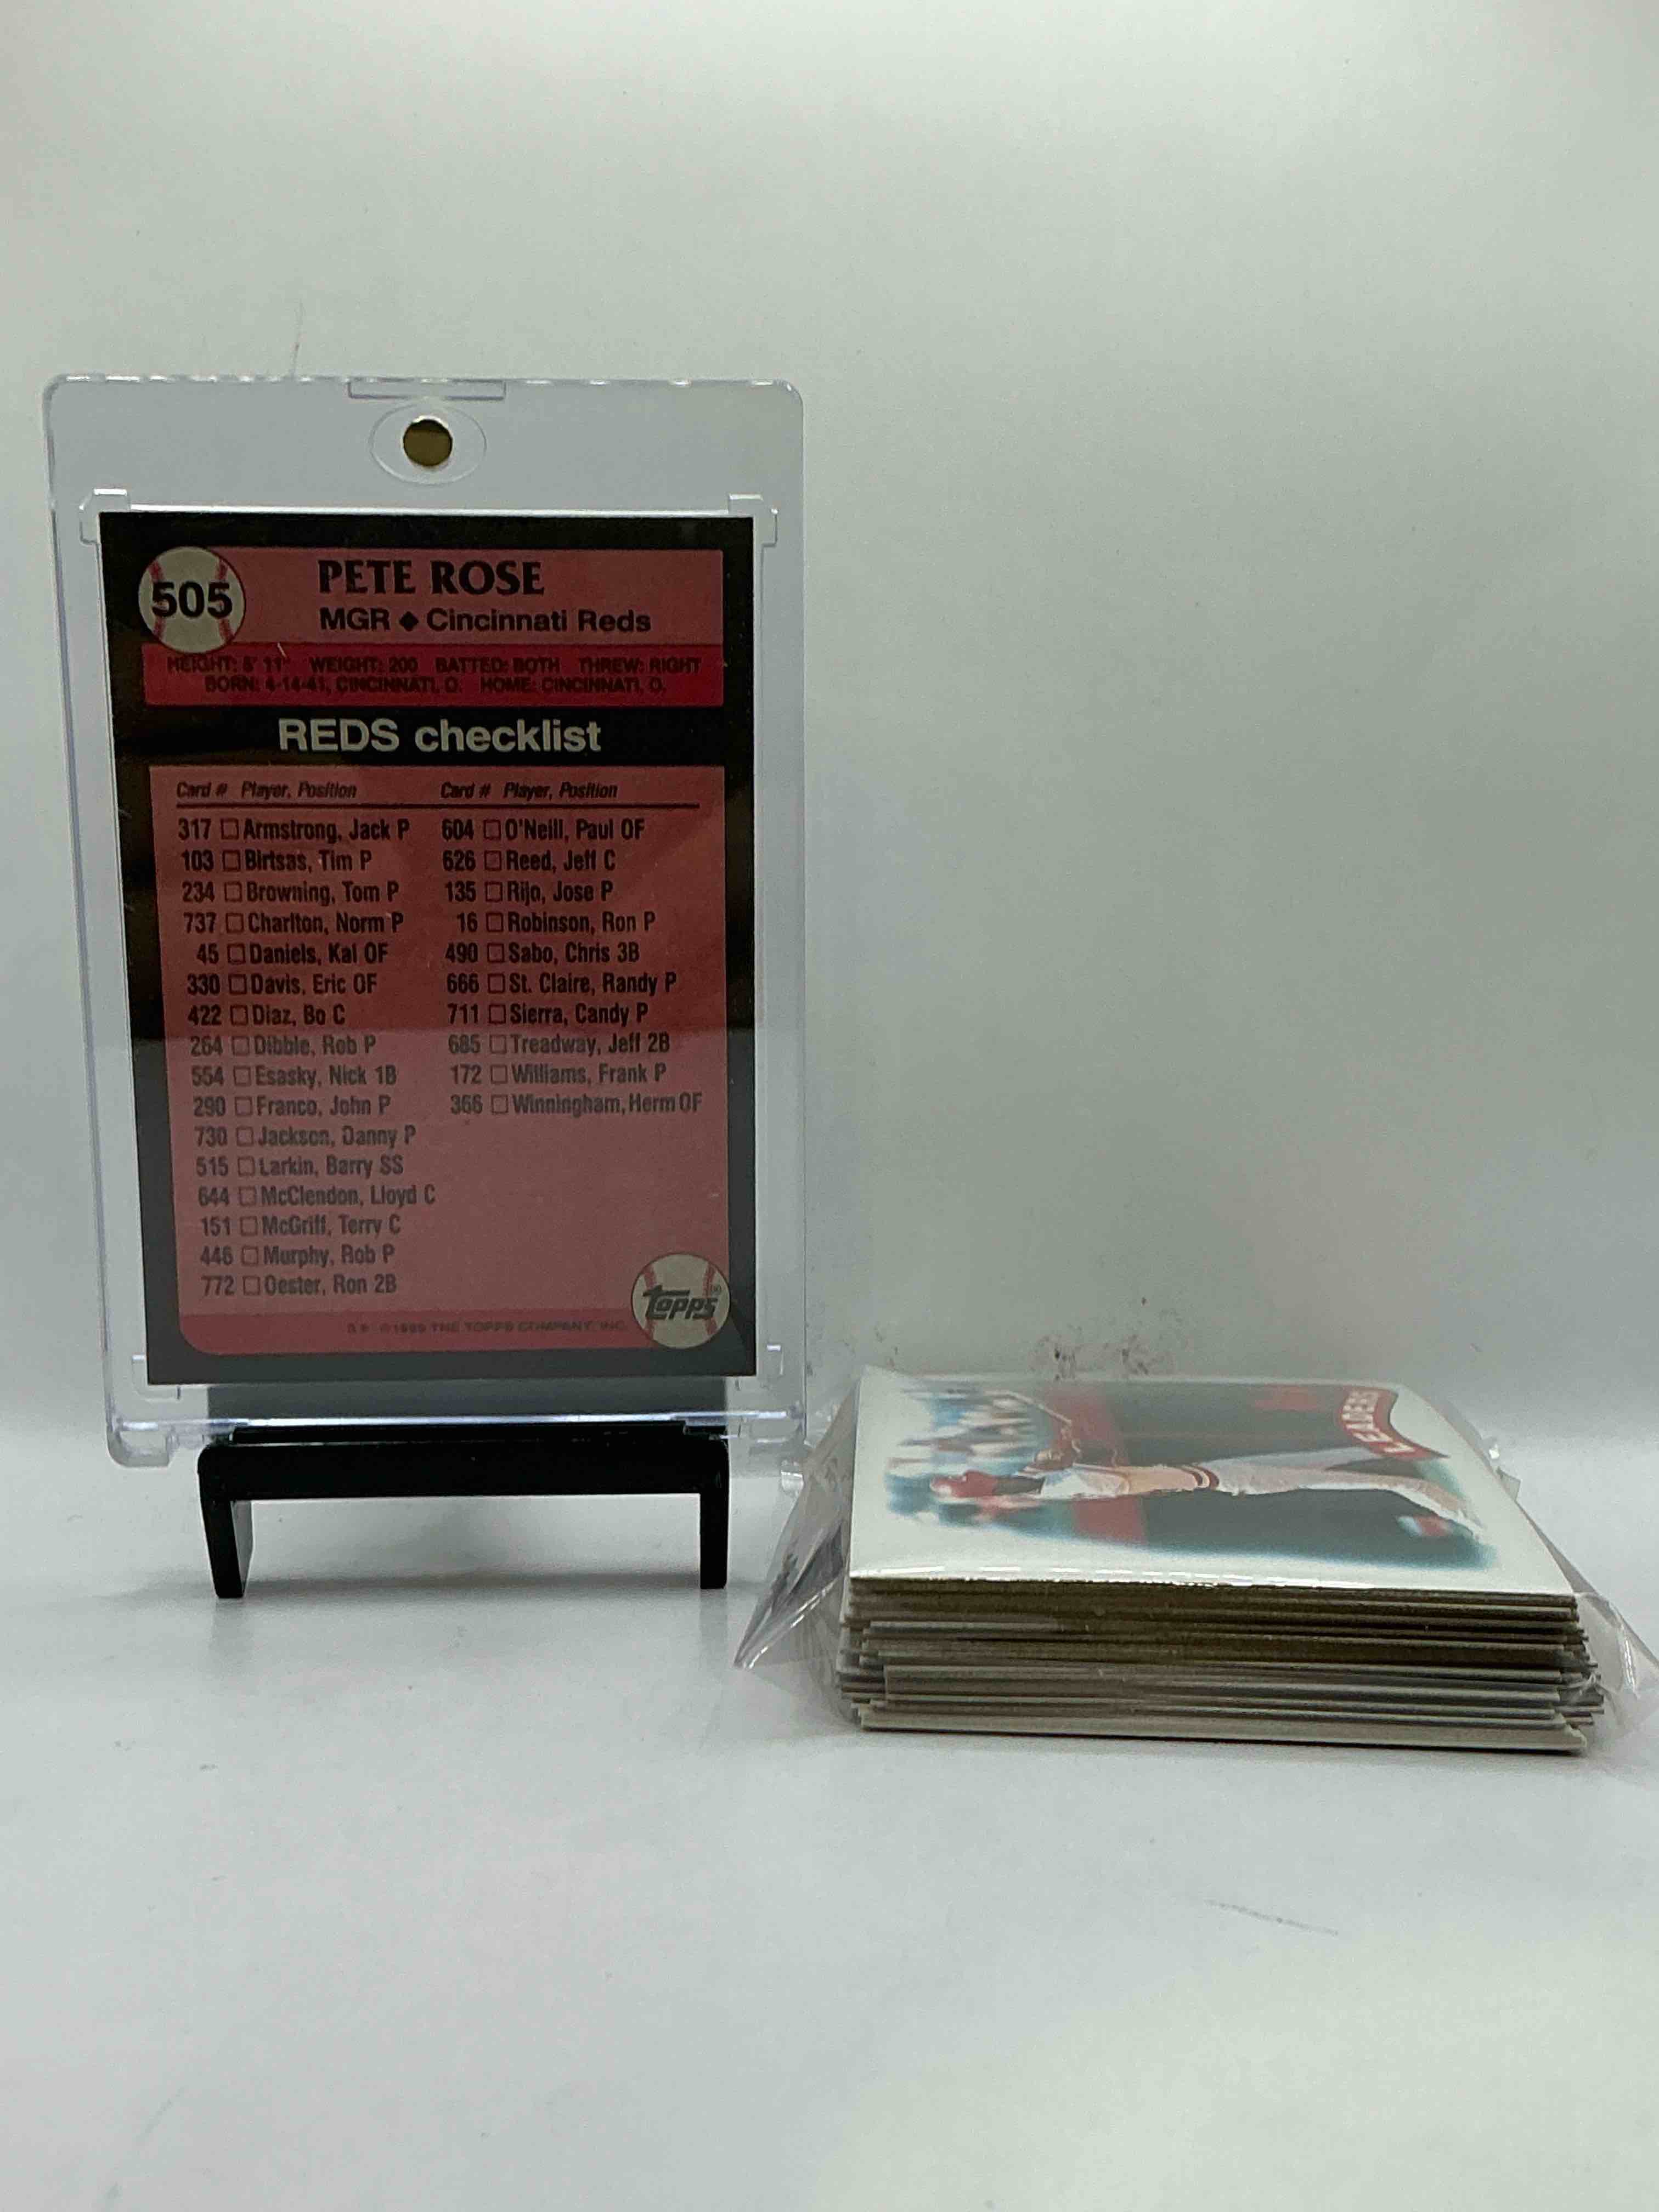 505
PETE ROSE
MGR ◆ Cincinnati Reds
HEIGHT: 5' 11" WEIGHT: 200 BATTED: BOTH THREW: RIGHT
BORN: 4-14-41, CINCINNATI, O. HOME: CINCINNATI, O.
REDS checklist
Card # Player, Position Card # Player, Position
317 ☐ Armstrong, Jack P 604 ☐ O'Neill, Paul OF
103 ☐ Birtsas, Tim P 626 ☐ Reed, Jeff C
234 ☐ Browning, Tom P 135 ☐ Rijo, Jose P
737 ☐ Charlton, Norm P 16 ☐ Robinson, Ron P
45 ☐ Daniels, Kal OF 490 ☐ Sabo, Chris 3B
330 ☐ Davis, Eric OF 666 ☐ St. Claire, Randy P
422 ☐ Diaz, Bo C 711 ☐ Sierra, Candy P
264 ☐ Dibble, Rob P 685 ☐ Treadway, Jeff 2B
554 ☐ Esasky, Nick 1B 172 ☐ Williams, Frank P
290 ☐ Franco, John P 366 ☐ Winningham, Herm OF
730 ☐ Jackson, Danny P
515 ☐ Larkin, Barry SS
644 ☐ McClendon, Lloyd C
151 ☐ McGriff, Terry C
446 ☐ Murphy, Rob P
772 ☐ Oester, Ron 2B
©1989 THE TOPPS COMPANY, INC.
topps®
LEADERS